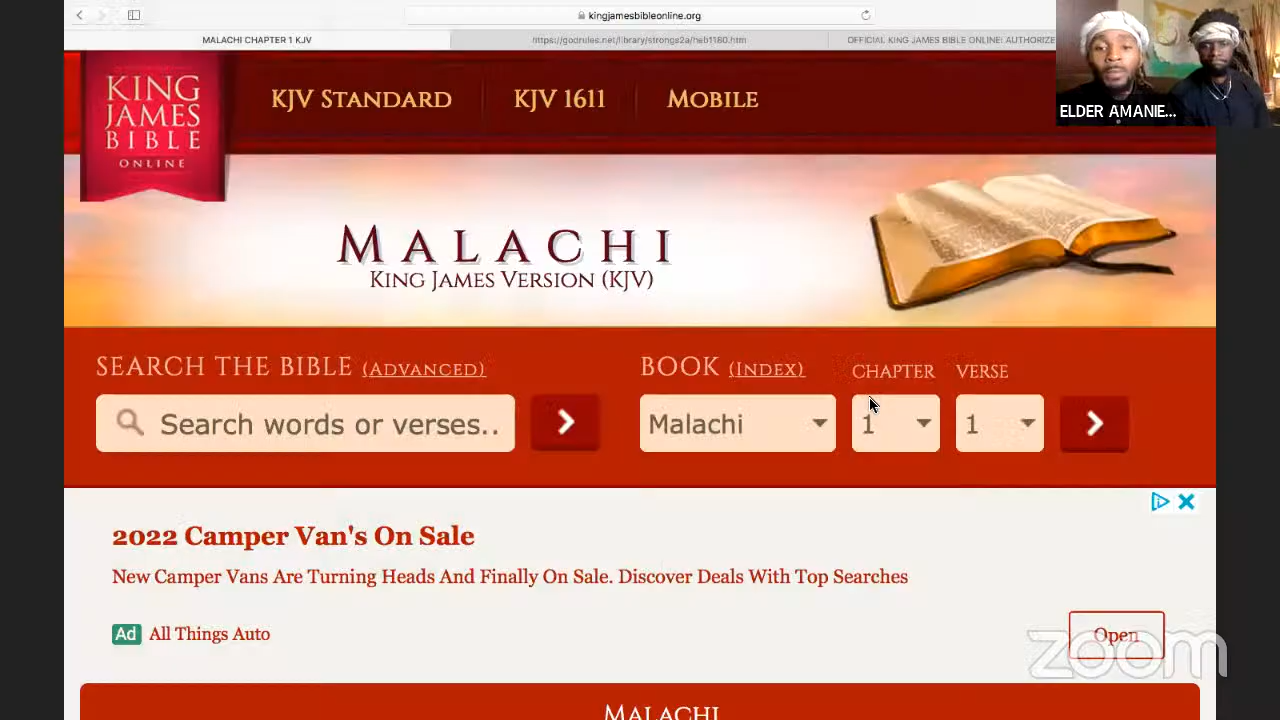 kingjamesbibleonline.org
MALACHI CHAPTER 1 KJV
https://godrules.net/library/strongs2a/heb1180.htm
OFFICIAL KING JAMES BIBLE ONLINE: AUTHORIZE
ELDER AMANIE...
KING
JAMES
BIBLE
ONLINE
KJV STANDARD
KJV 1611
MOBILE
MALACHI
KING JAMES VERSION (KJV)
SEARCH THE BIBLE (ADVANCED)
BOOK (INDEX)
CHAPTER
VERSE
Search words or verses..
Malachi
1
1
2022 Camper Van's On Sale
New Camper Vans Are Turning Heads And Finally On Sale. Discover Deals With Top Searches
Ad All Things Auto
Open
zoom
MALACHI